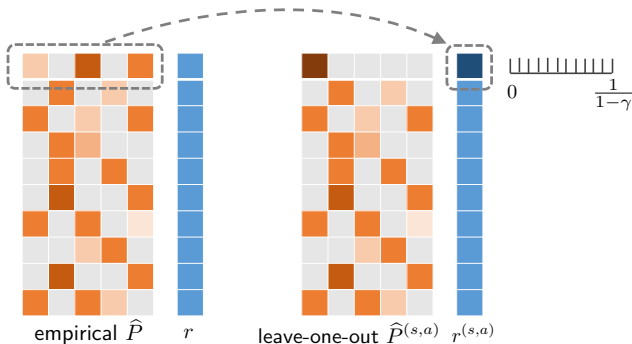 0
1
1−γ
empirical P̂
r
leave-one-out P̂^(s,a)
r^(s,a)